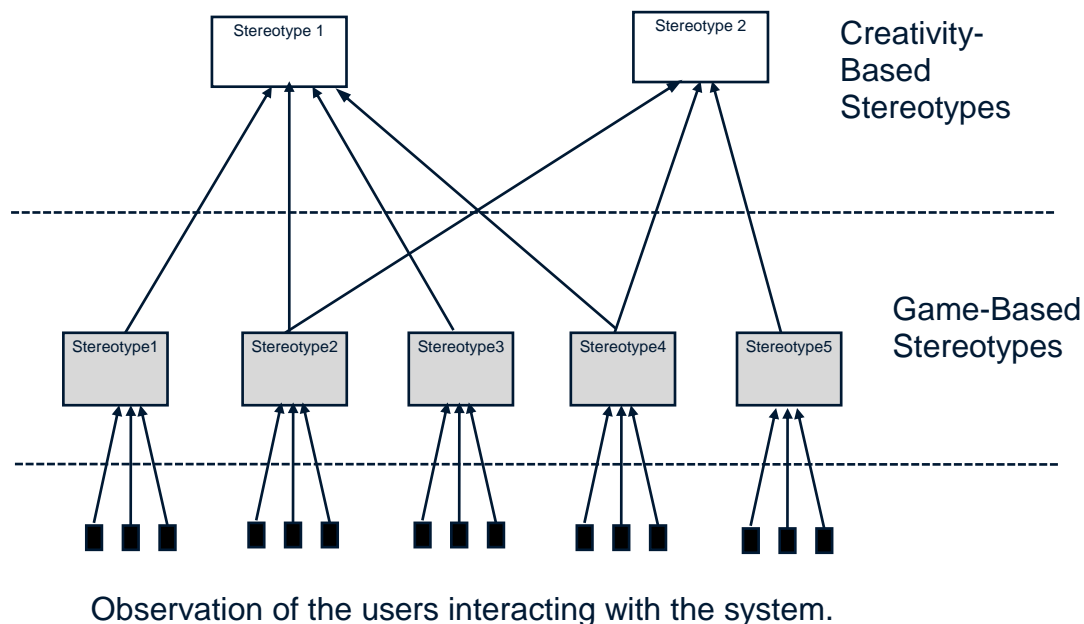 Stereotype 1
Stereotype 2
Creativity-
Based
Stereotypes
Game-Based
Stereotypes
Stereotype1
Stereotype2
Stereotype3
Stereotype4
Stereotype5
Observation of the users interacting with the system.